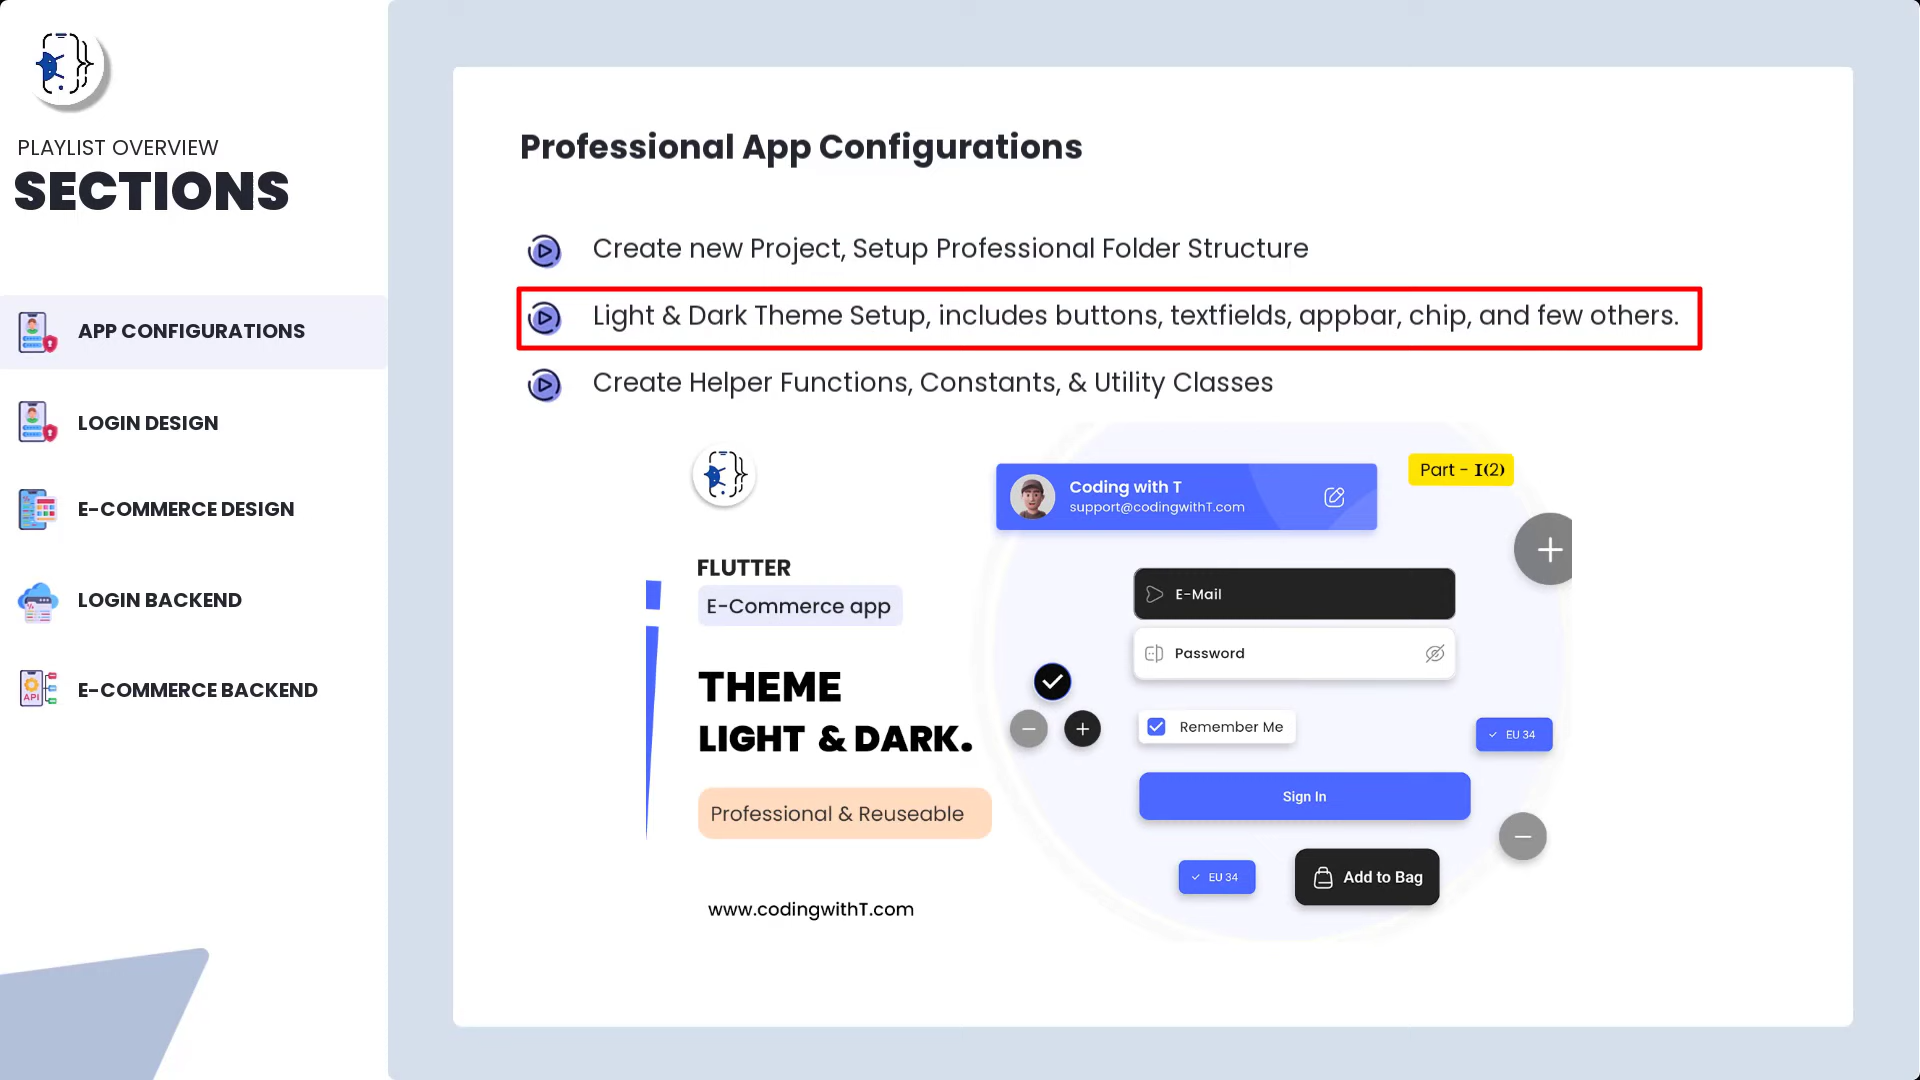 PLAYLIST OVERVIEW
SECTIONS
APP CONFIGURATIONS
LOGIN DESIGN
E-COMMERCE DESIGN
LOGIN BACKEND
E-COMMERCE BACKEND
Professional App Configurations
Create new Project, Setup Professional Folder Structure
Light & Dark Theme Setup, includes buttons, textfields, appbar, chip, and few others.
Create Helper Functions, Constants, & Utility Classes
FLUTTER
E-Commerce app
THEME
LIGHT & DARK.
Professional & Reuseable
www.codingwithT.com
Coding with T
support@codingwithT.com
Part - I(2)
E-Mail
Password
Remember Me
EU 34
Sign In
EU 34
Add to Bag
API